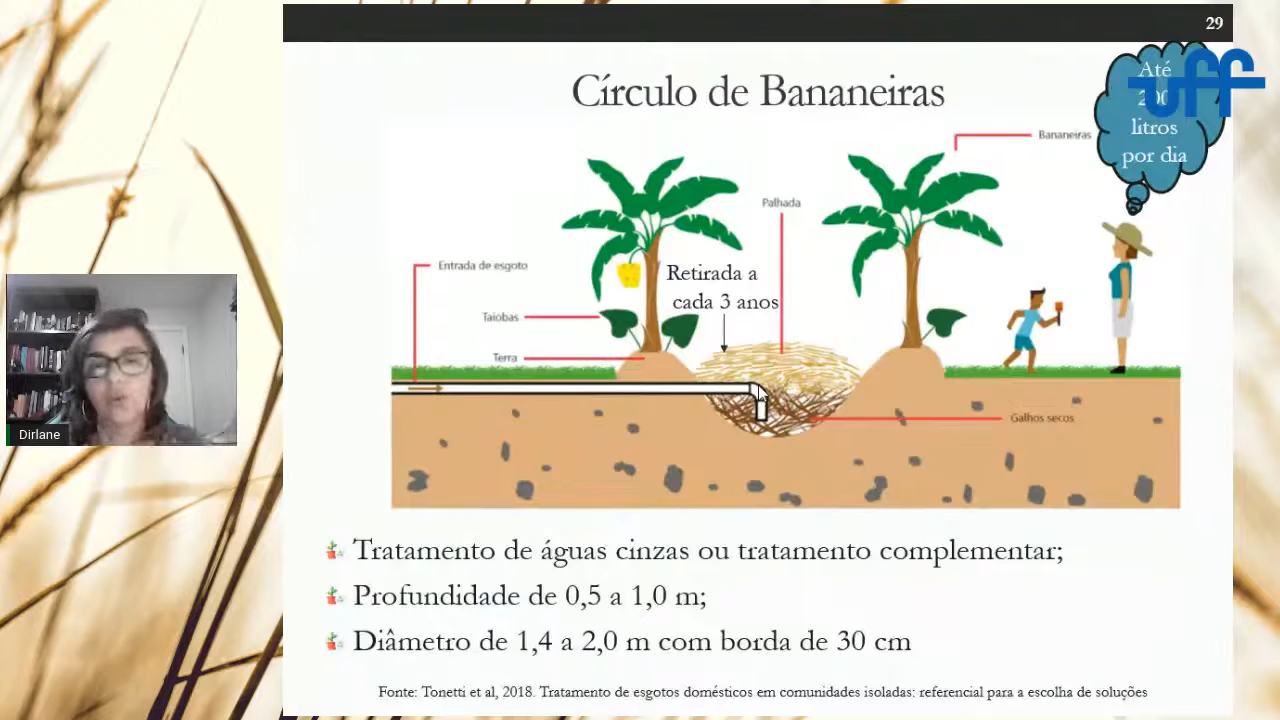 29
Círculo de Bananeiras
uff
Até
litros
por dia
Bananeiras
Palhada
Entrada de esgoto
Retirada a
cada 3 anos
Taiobas
Terra
Galhos secos
Dirlane
Tratamento de águas cinzas ou tratamento complementar;
Profundidade de 0,5 a 1,0 m;
Diâmetro de 1,4 a 2,0 m com borda de 30 cm
Fonte: Tonetti et al, 2018. Tratamento de esgotos domésticos em comunidades isoladas: referencial para a escolha de soluções